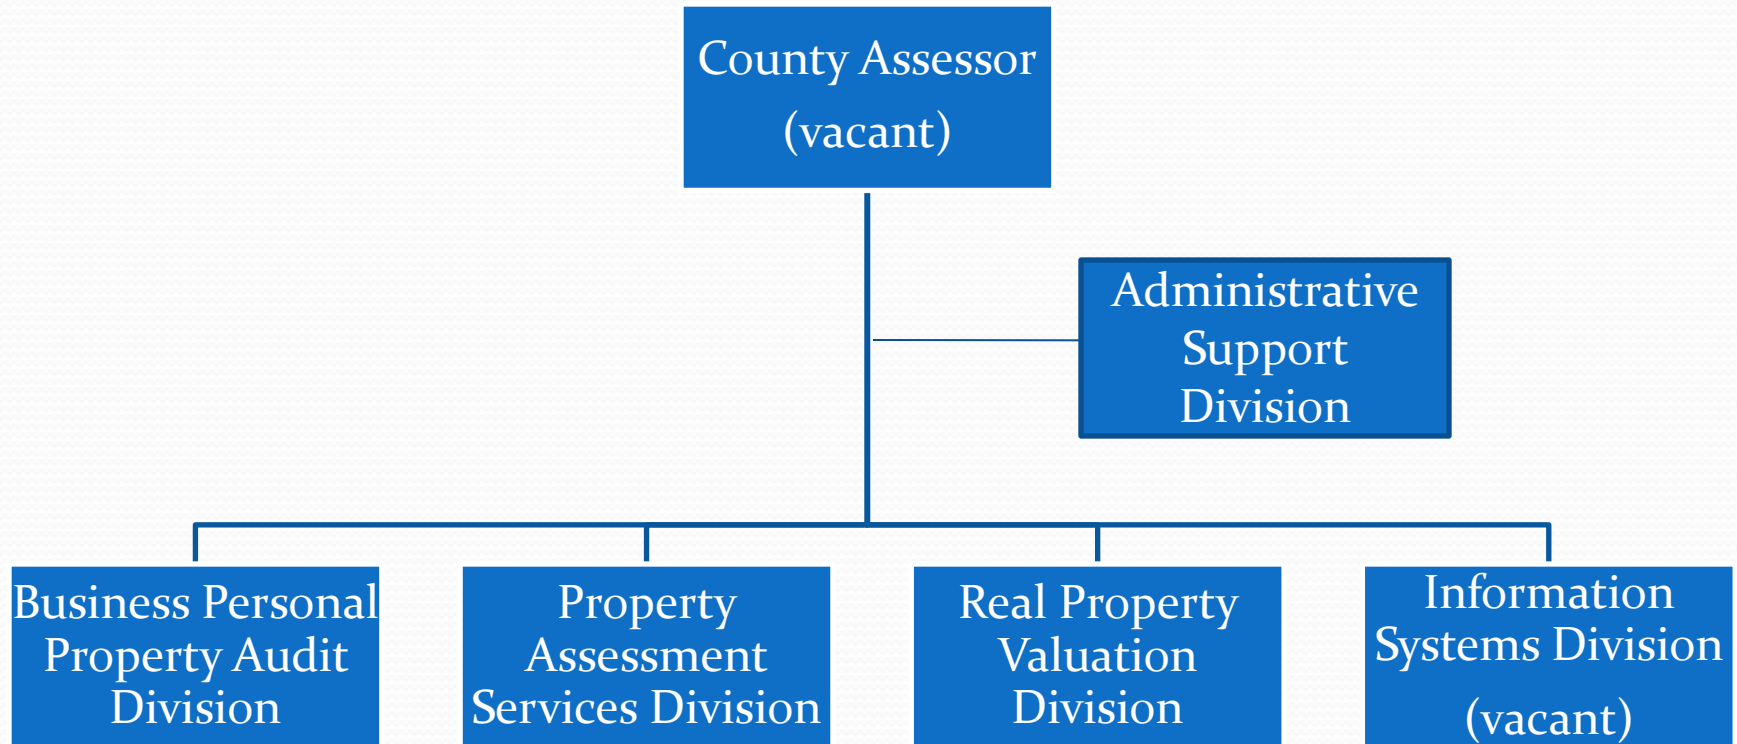 County Assessor
(vacant)
Administrative
Support
Division
Business Personal
Property Audit
Division
Property
Assessment
Services Division
Real Property
Valuation
Division
Information
Systems Division
(vacant)